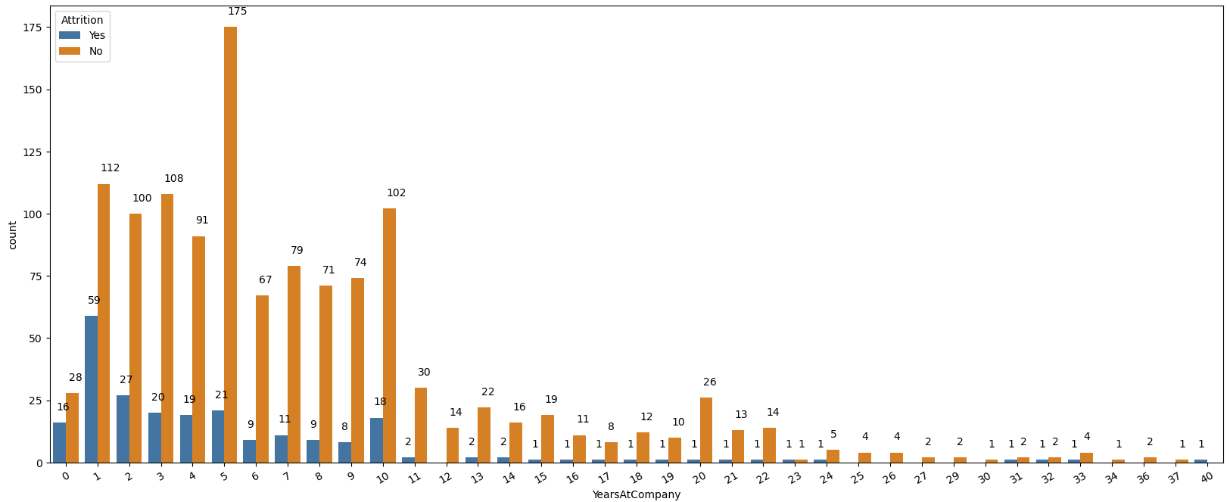 Attrition
Yes
No
count
175
150
125
100
75
50
25
0
16 28 59 112 27 100 20 108 19 91 21 175 9 67 11 79 9 71 8 74 18 102 2 30 14 2 22 2 16 1 19 1 11 1 8 1 12 1 10 1 26 1 13 1 14 1 1 1 5 4 4 2 2 1 1 2 1 2 1 4 1 2 1 1
0 1 2 3 4 5 6 7 8 9 10 11 12 13 14 15 16 17 18 19 20 21 22 23 24 25 26 27 29 30 31 32 33 34 36 37 40
YearsAtCompany